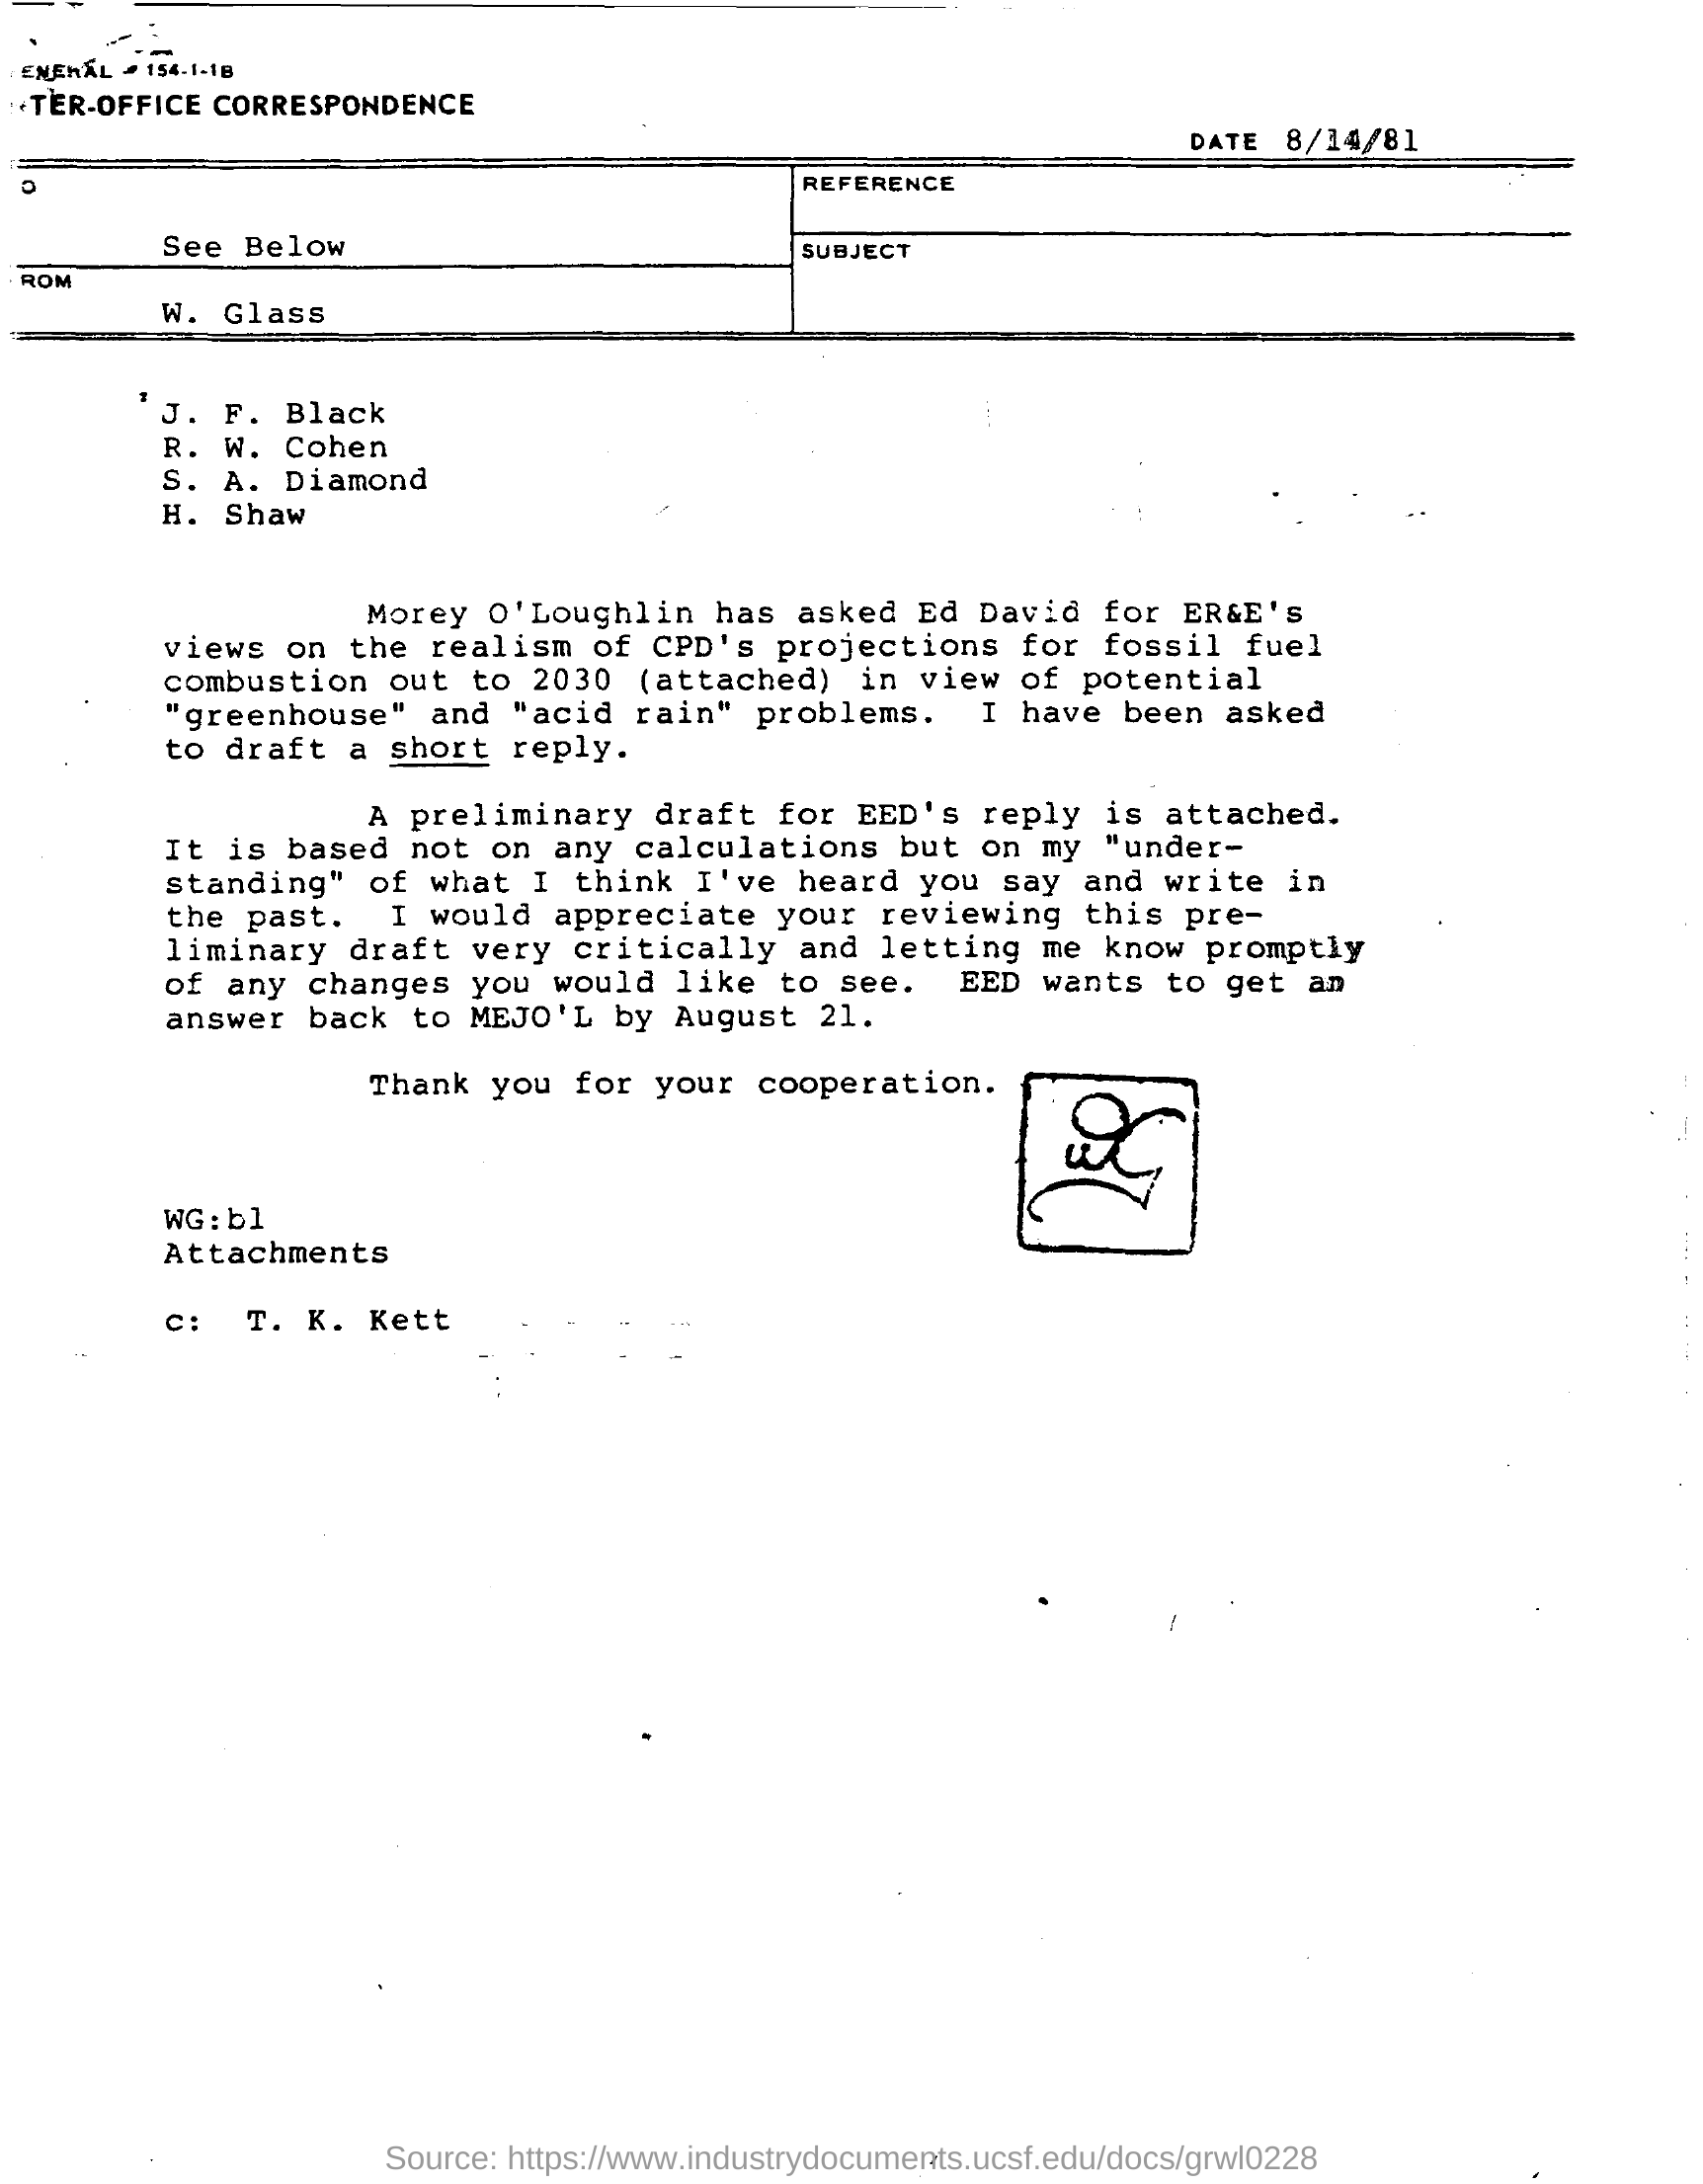 ENERAL - 154-1-1B
TER-OFFICE CORRESPONDENCE
DATE 8/14/81
O
REFERENCE
See Below
SUBJECT
ROM
W. Glass
J. F. Black
R. W. Cohen
S. A. Diamond
H. Shaw
Morey O'Loughlin has asked Ed David for ER&E's
views on the realism of CPD's projections for fossil fuel
combustion out to 2030 (attached) in view of potential
"greenhouse" and "acid rain" problems. I have been asked
to draft a short reply.
A preliminary draft for EED's reply is attached.
It is based not on any calculations but on my "under-
standing" of what I think I've heard you say and write in
the past. I would appreciate your reviewing this pre-
liminary draft very critically and letting me know promptly
of any changes you would like to see. EED wants to get an
answer back to MEJO'L by August 21.
Thank you for your cooperation.
WG:bl
Attachments
c: T. K. Kett
Source: https://www.industrydocuments.ucsf.edu/docs/grwl0228